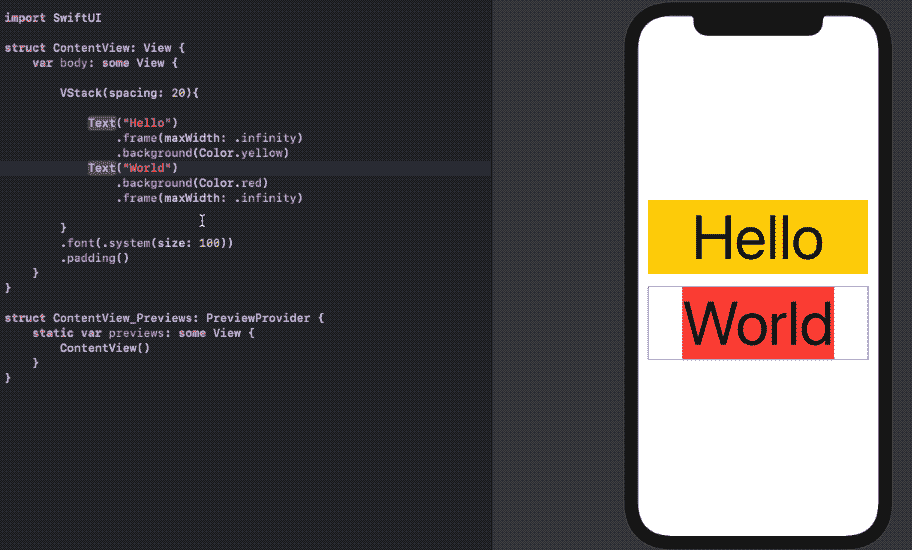 import SwiftUI
struct ContentView: View {
var body: some View {
VStack(spacing: 20){
Text("Hello")
.frame(maxWidth: .infinity)
.background(Color.yellow)
Text("World")
.background(Color.red)
.frame(maxWidth: .infinity)
}
.font(.system(size: 100))
.padding()
}
}
struct ContentView_Previews: PreviewProvider {
static var previews: some View {
ContentView()
}
}
Hello
World